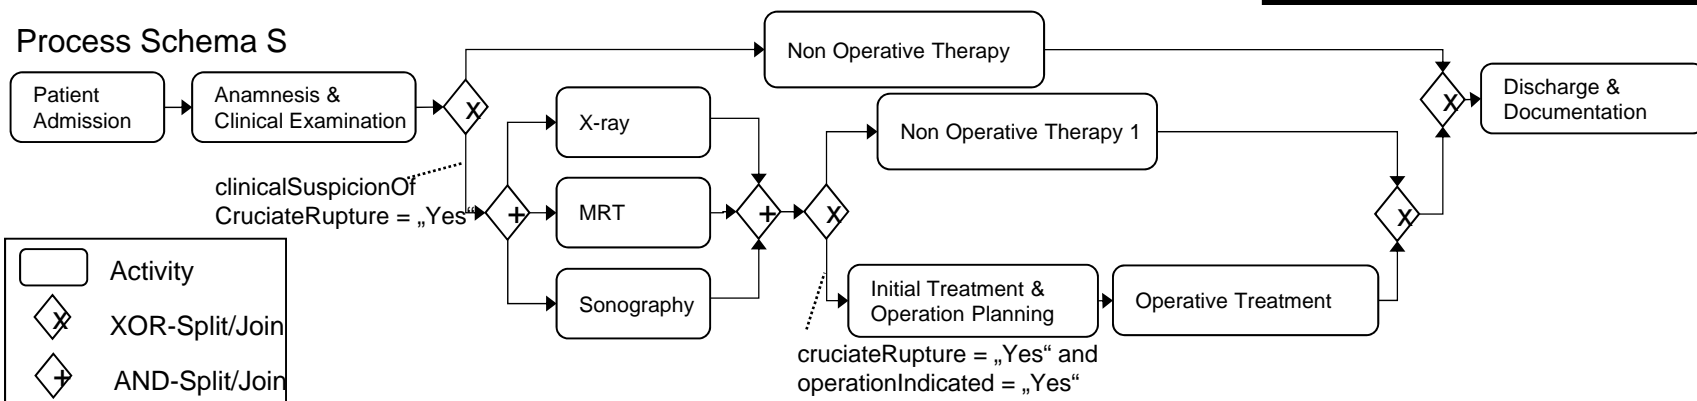 Process Schema S
Patient
Admission
Anamnesis &
Clinical Examination
X
clinicalSuspicionOf
CruciateRupture = „Yes“
+
X-ray
MRT
Sonography
+
X
Non Operative Therapy
Non Operative Therapy 1
Initial Treatment &
Operation Planning
Operative Treatment
cruciateRupture = „Yes“ and
operationIndicated = „Yes“
X
X
Discharge &
Documentation
Activity
X
XOR-Split/Join
+
AND-Split/Join